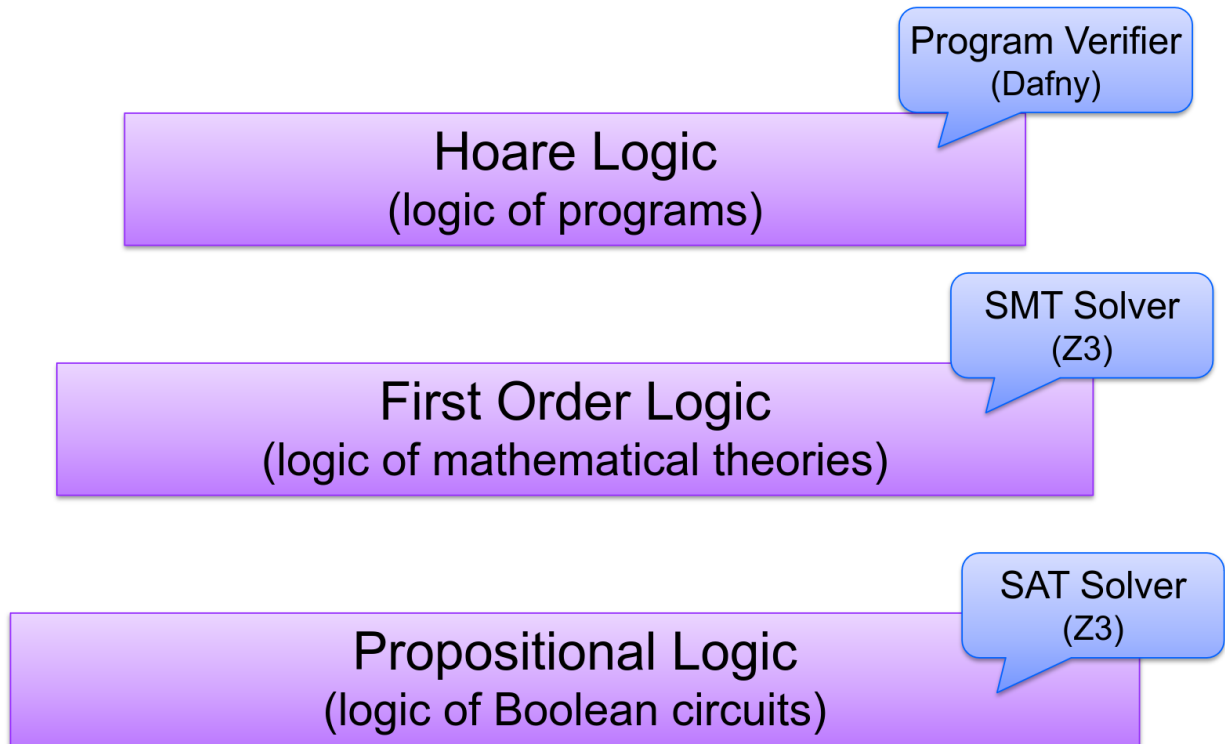 Program Verifier
(Dafny)
Hoare Logic
(logic of programs)
SMT Solver
(Z3)
First Order Logic
(logic of mathematical theories)
SAT Solver
(Z3)
Propositional Logic
(logic of Boolean circuits)